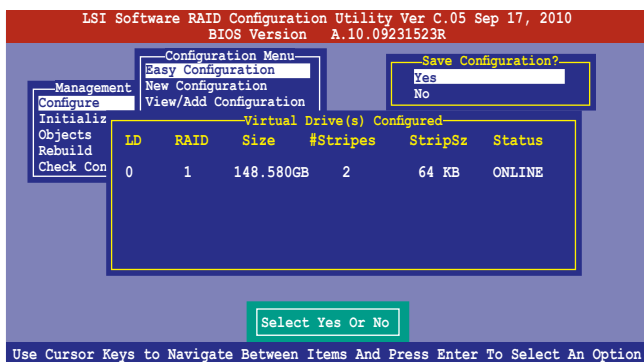 LSI Software RAID Configuration Utility Ver C.05 Sep 17, 2010
BIOS Version A.10.09231523R
Configuration Menu
Easy Configuration
New Configuration
View/Add Configuration
Save Configuration?
Yes
No
Management
Configure
Initializ
Objects
Rebuild
Check Con
Virtual Drive(s) Configured
LD RAID Size #Stripes StripSz Status
0 1 148.580GB 2 64 KB ONLINE
Select Yes Or No
Use Cursor Keys to Navigate Between Items And Press Enter To Select An Option